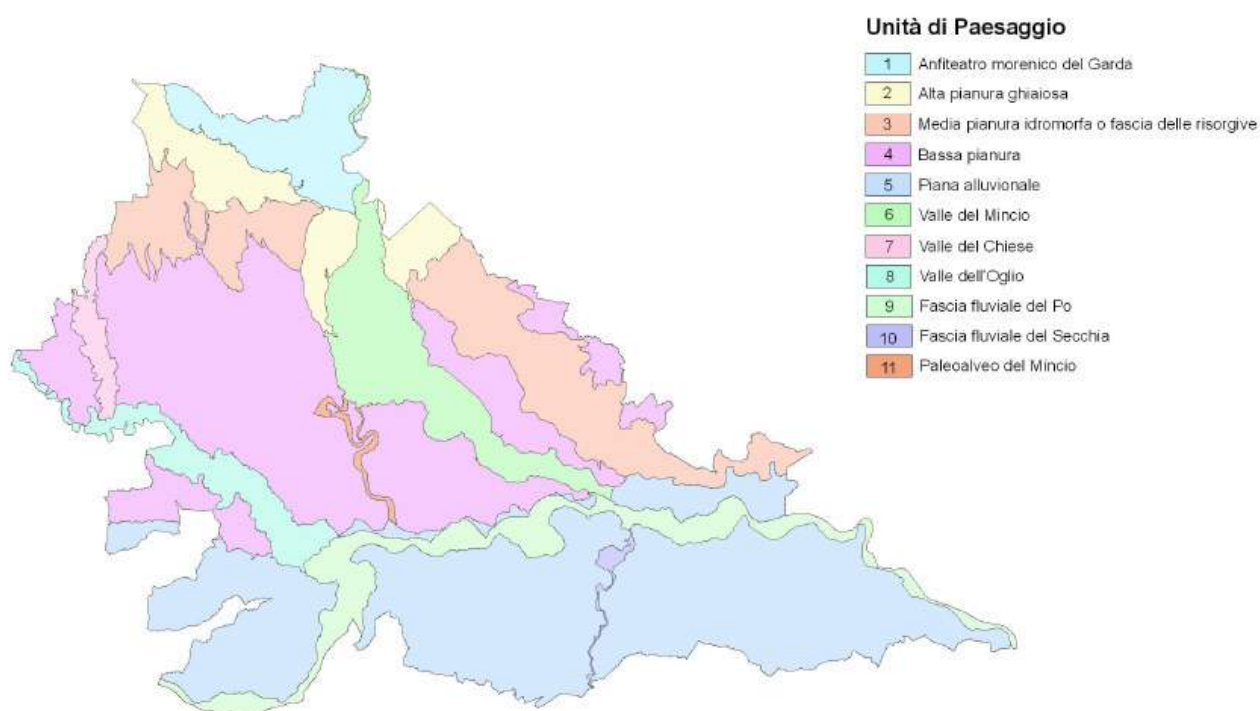 Unità di Paesaggio
1 Anfiteatro morenico del Garda
2 Alta pianura ghiaiosa
3 Media pianura idromorfa o fascia delle risorgive
4 Bassa pianura
5 Piana alluvionale
6 Valle del Mincio
7 Valle del Chiese
8 Valle dell'Oglio
9 Fascia fluviale del Po
10 Fascia fluviale del Secchia
11 Paleoalveo del Mincio